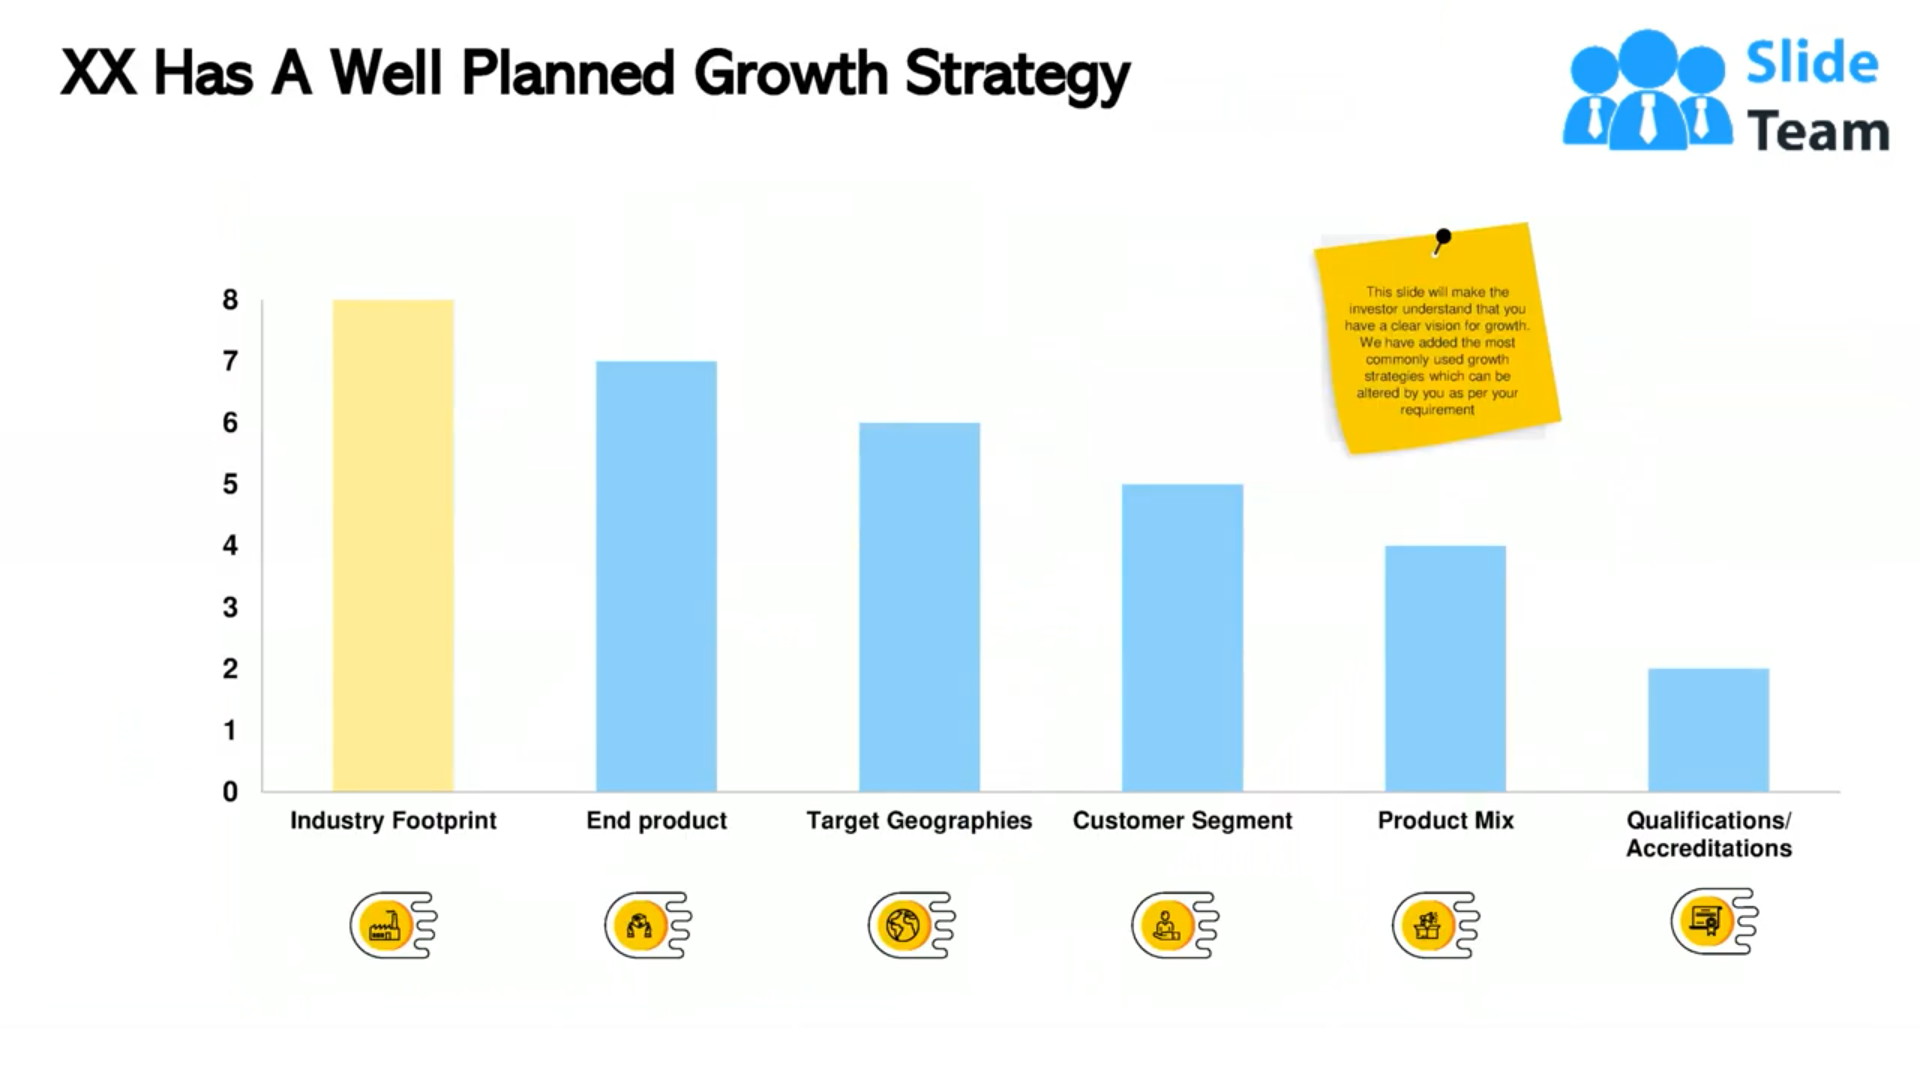 XX Has A Well Planned Growth Strategy
Slide
Team
This slide will make the
investor understand that you
have a clear vision for growth.
We have added the most
commonly used growth
strategies which can be
altered by you as per your
requirement
8
7
6
5
4
3
2
1
0
Industry Footprint
End product
Target Geographies
Customer Segment
Product Mix
Qualifications/
Accreditations